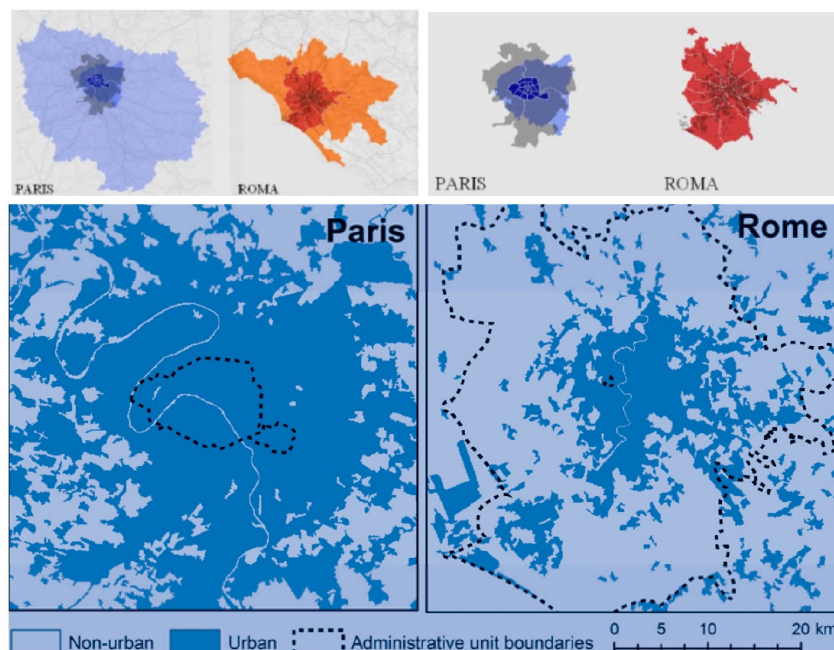 PARIS
ROMA
PARIS
ROMA
Paris
Rome
Non-urban
Urban
Administrative unit boundaries
0 5 10 20 km